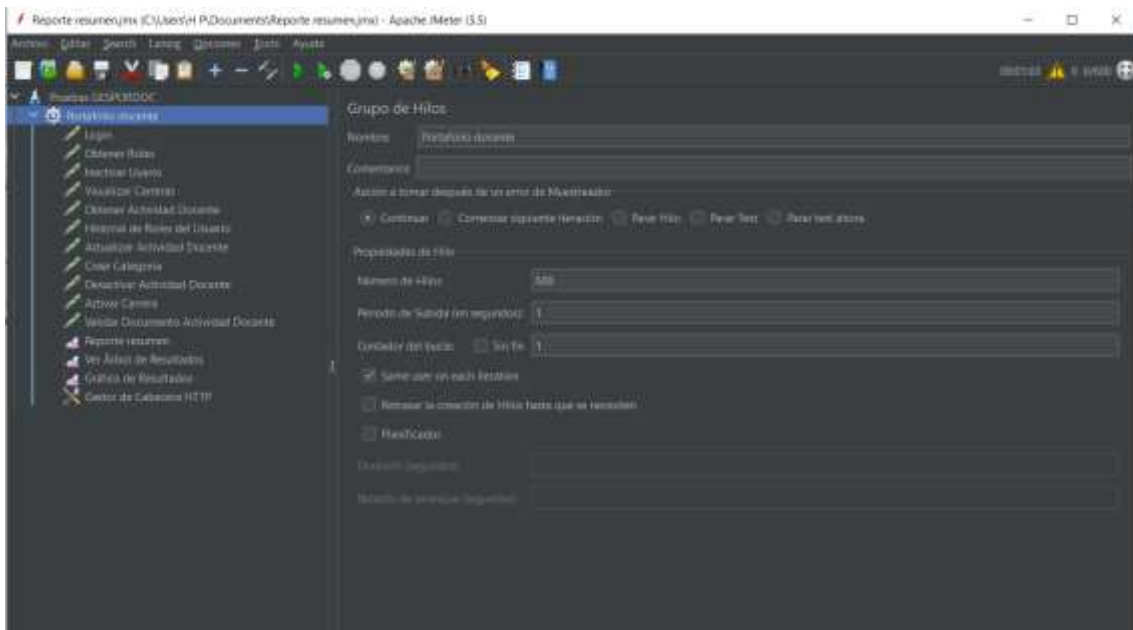 Reporte resumen.jmx (C:\Users\H P\Documents\Reporte resumen.jmx) - Apache JMeter (5.5)
Archivo Editar Search Lanzar Opciones Tools Ayuda
Pruebas GESPORDOC
Portafolio docente
Login
Obtener Roles
Inactivar Usuario
Visualizar Carreras
Obtener Actividad Docente
Historial de Roles del Usuario
Actualizar Actividad Docente
Crear Categoria
Desactivar Actividad Docente
Activar Carrera
Validar Documento Actividad Docente
Reporte resumen
Ver Árbol de Resultados
Gráfico de Resultados
Gestor de Cabecera HTTP
Grupo de Hilos
Nombre: Portafolio docente
Comentarios
Acción a tomar después de un error de Muestreador
Continuar Comenzar siguiente iteración Parar Hilo Parar Test Parar test ahora
Propiedades de Hilo
Número de Hilos
Periodo de Subida (en segundos): 1
Contador del bucle: Sin fin 1
Same user on each iteration
Retrasar la creación de Hilos hasta que se necesiten
Planificador
Duración (segundos)
Retardo de arranque (segundos)